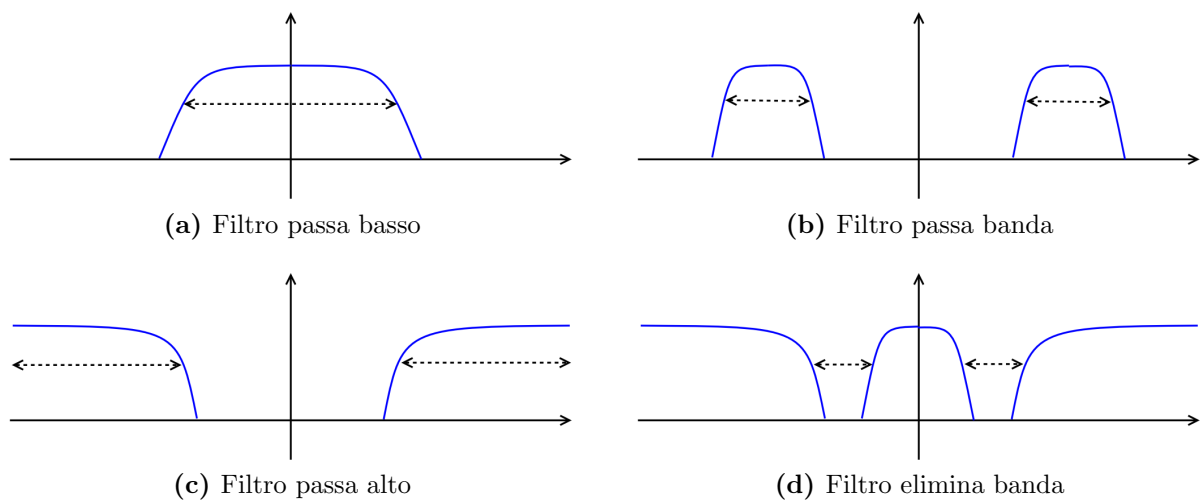 (a) Filtro passa basso
(b) Filtro passa banda
(c) Filtro passa alto
(d) Filtro elimina banda